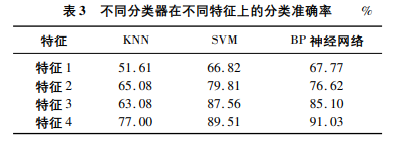 表 3 不同分类器在不同特征上的分类准确率 %
特征 KNN SVM BP 神经网络
特征 1 51.61 66.82 67.77
特征 2 65.08 79.81 76.62
特征 3 63.08 87.56 85.10
特征 4 77.00 89.51 91.03